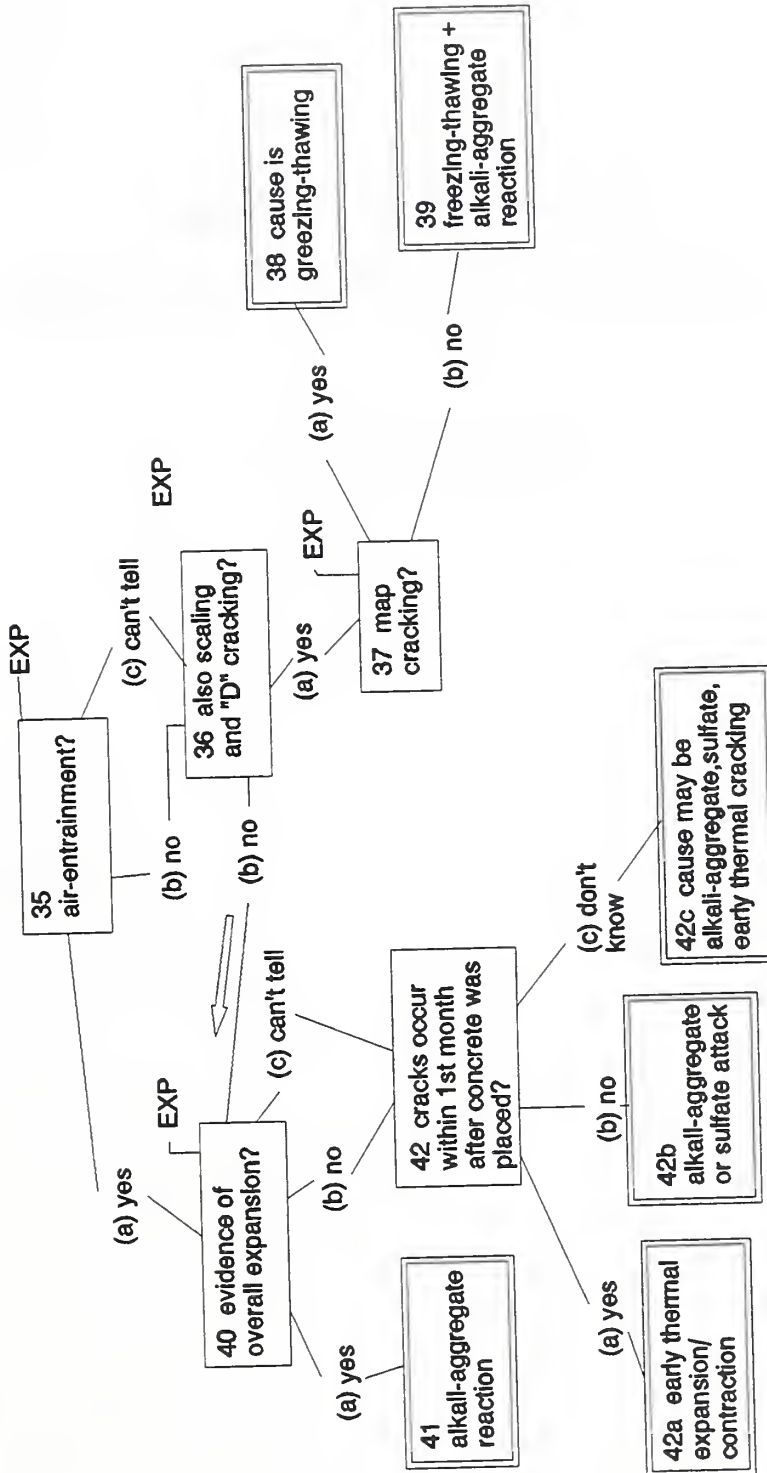 35
air-entrainment?
EXP
(a) yes
(b) no
(c) can't tell
EXP
36 also scaling
and "D" cracking?
(b) no
(a) yes
EXP
37 map
cracking?
(a) yes
(b) no
38 cause is
greezing-thawing
39
freezing-thawing +
alkali-aggregate
reaction
EXP
40 evidence of
overall expansion?
(a) yes
(b) no
(c) can't tell
41
alkali-aggregate
reaction
42 cracks occur
within 1st month
after concrete was
placed?
(a) yes
(b) no
(c) don't
know
42a early thermal
expansion/
contraction
42b
alkali-aggregate
or sulfate attack
42c cause may be
alkali-aggregate,sulfate,
early thermal cracking